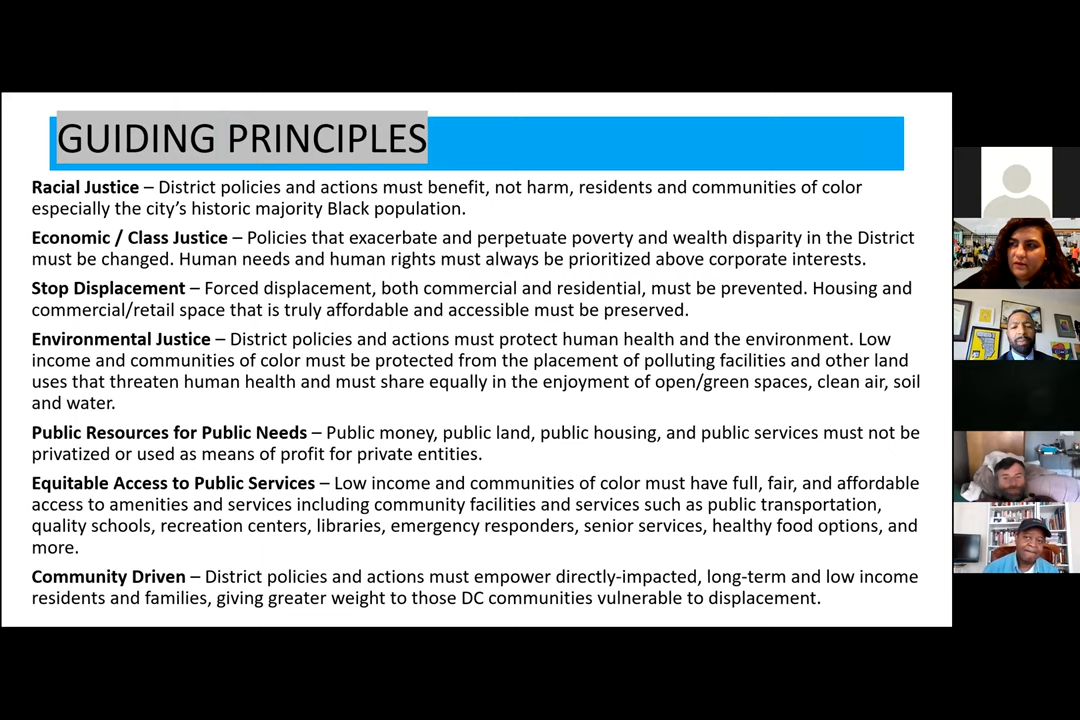 GUIDING PRINCIPLES
Racial Justice – District policies and actions must benefit, not harm, residents and communities of color
especially the city’s historic majority Black population.
Economic / Class Justice – Policies that exacerbate and perpetuate poverty and wealth disparity in the District
must be changed. Human needs and human rights must always be prioritized above corporate interests.
Stop Displacement – Forced displacement, both commercial and residential, must be prevented. Housing and
commercial/retail space that is truly affordable and accessible must be preserved.
Environmental Justice – District policies and actions must protect human health and the environment. Low
income and communities of color must be protected from the placement of polluting facilities and other land
uses that threaten human health and must share equally in the enjoyment of open/green spaces, clean air, soil
and water.
Public Resources for Public Needs – Public money, public land, public housing, and public services must not be
privatized or used as means of profit for private entities.
Equitable Access to Public Services – Low income and communities of color must have full, fair, and affordable
access to amenities and services including community facilities and services such as public transportation,
quality schools, recreation centers, libraries, emergency responders, senior services, healthy food options, and
more.
Community Driven – District policies and actions must empower directly-impacted, long-term and low income
residents and families, giving greater weight to those DC communities vulnerable to displacement.